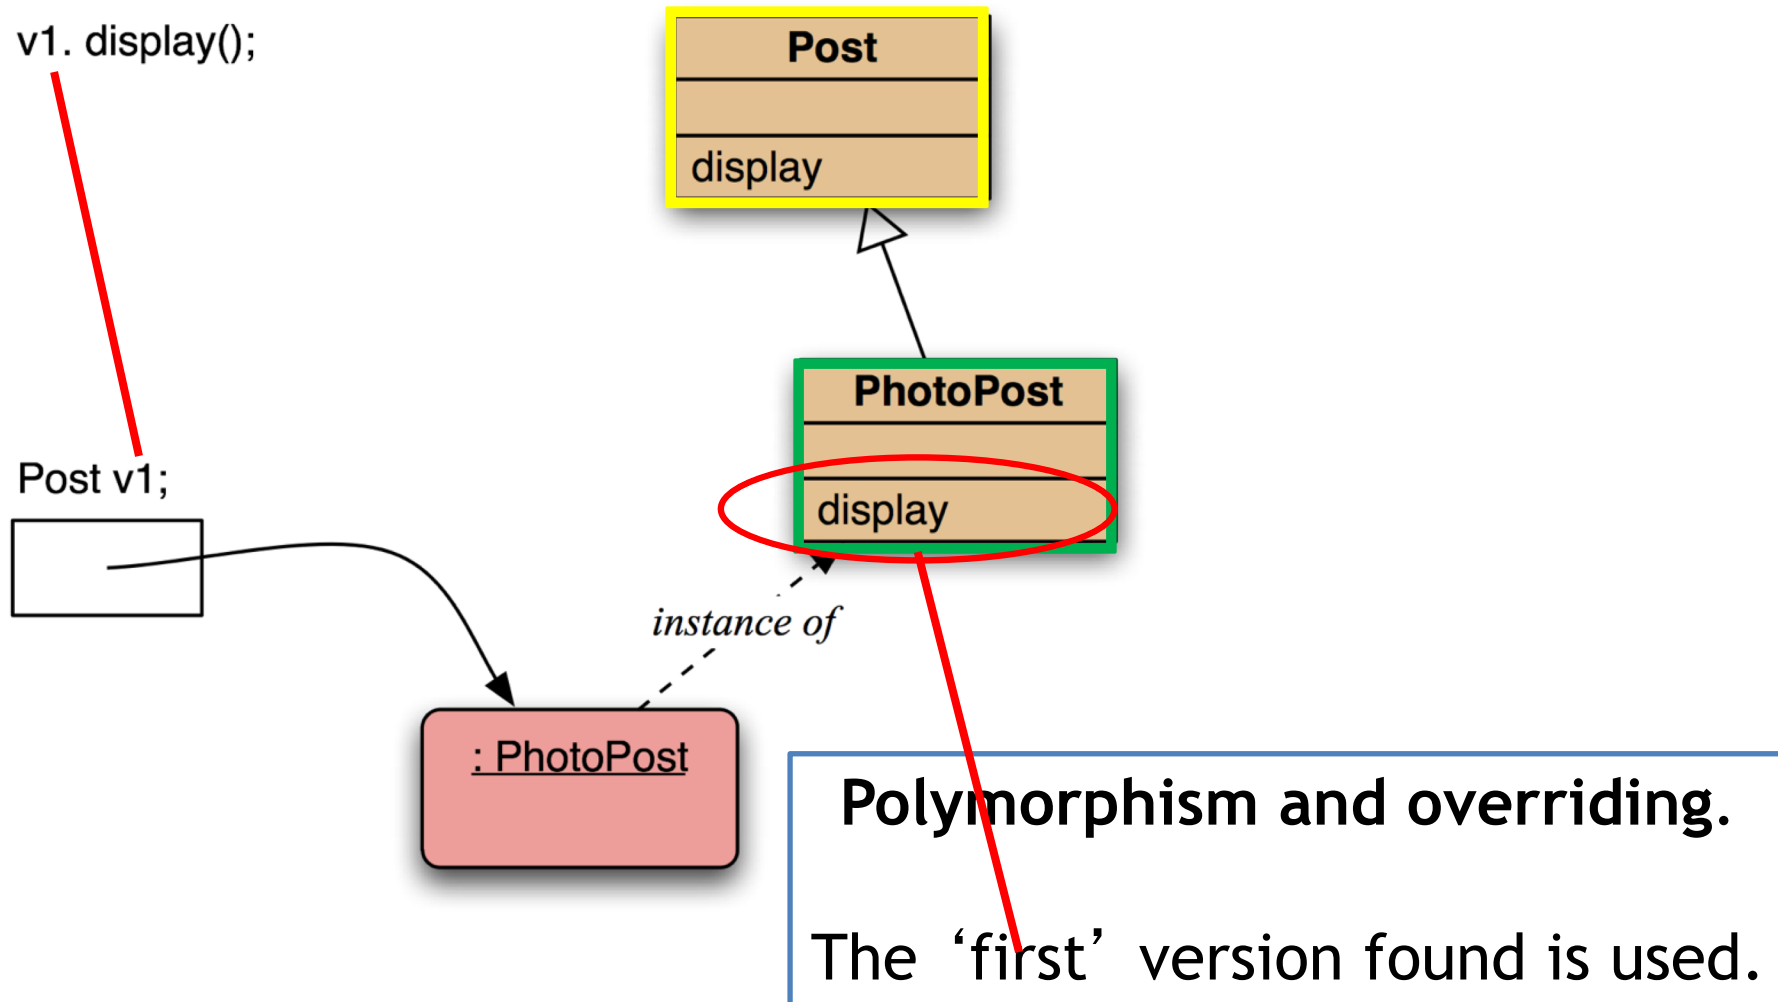 v1. display();
Post
display
PhotoPost
display
Post v1;
instance of
: PhotoPost
Polymorphism and overriding.
The ‘first’ version found is used.